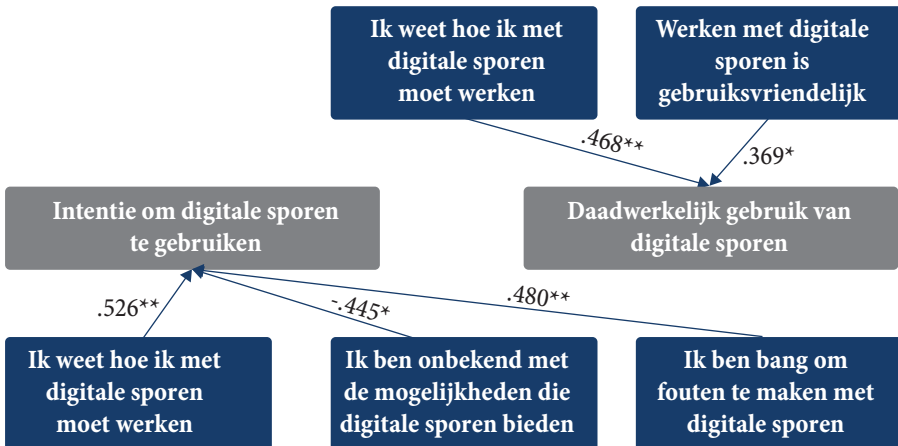 Ik weet hoe ik met
digitale sporen
moet werken
Werken met digitale
sporen is
gebruiksvriendelijk
.468**
.369*
Intentie om digitale sporen
te gebruiken
Daadwerkelijk gebruik van
digitale sporen
.526**
-.445*
.480**
Ik weet hoe ik met
digitale sporen
moet werken
Ik ben onbekend met
de mogelijkheden die
digitale sporen bieden
Ik ben bang om
fouten te maken met
digitale sporen